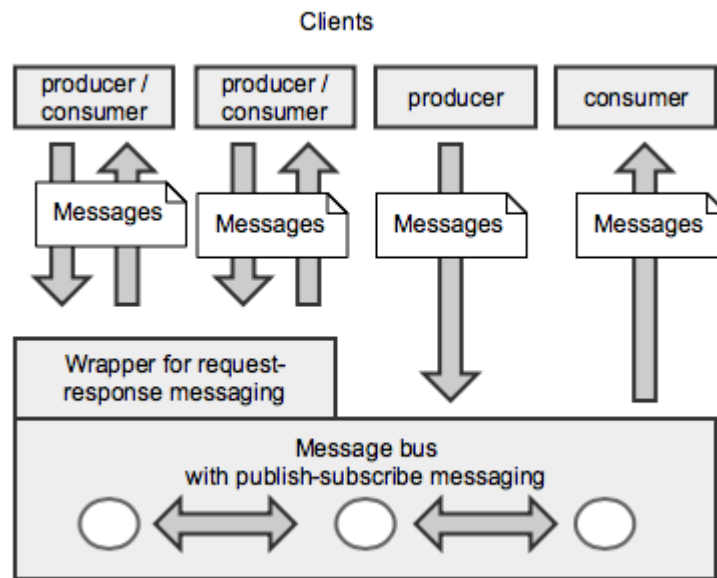 Clients
producer /
consumer
producer /
consumer
producer
consumer
Messages
Messages
Messages
Messages
Wrapper for request-
response messaging
Message bus
with publish-subscribe messaging